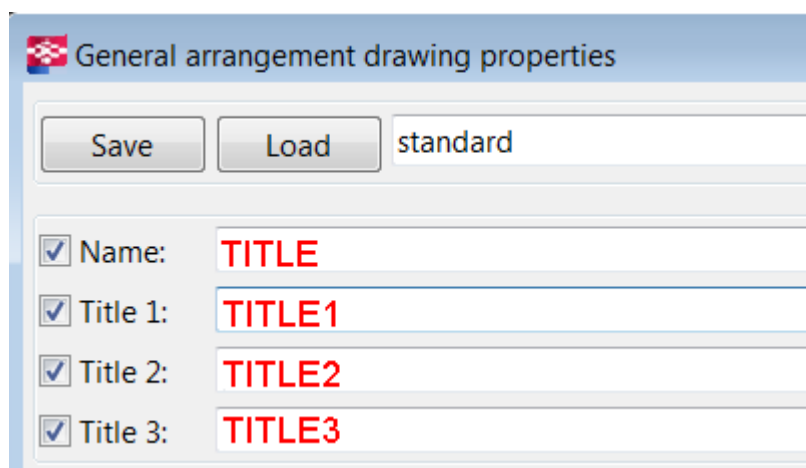 General arrangement drawing properties
Save Load standard
Name: TITLE
Title 1: TITLE1
Title 2: TITLE2
Title 3: TITLE3